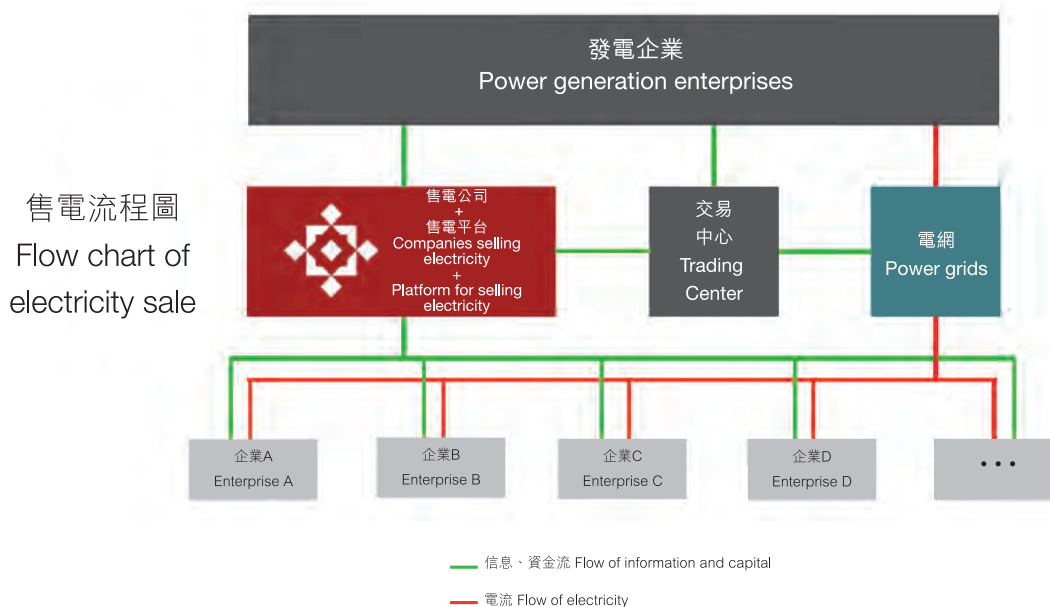 發電企業
Power generation enterprises
售電流程圖
Flow chart of
electricity sale
售電公司
+
售電平台
Companies selling
electricity
+
Platform for selling
electricity
交易
中心
Trading
Center
電網
Power grids
企業A
Enterprise A
企業B
Enterprise B
企業C
Enterprise C
企業D
Enterprise D
• • •
信息、資金流 Flow of information and capital
電流 Flow of electricity